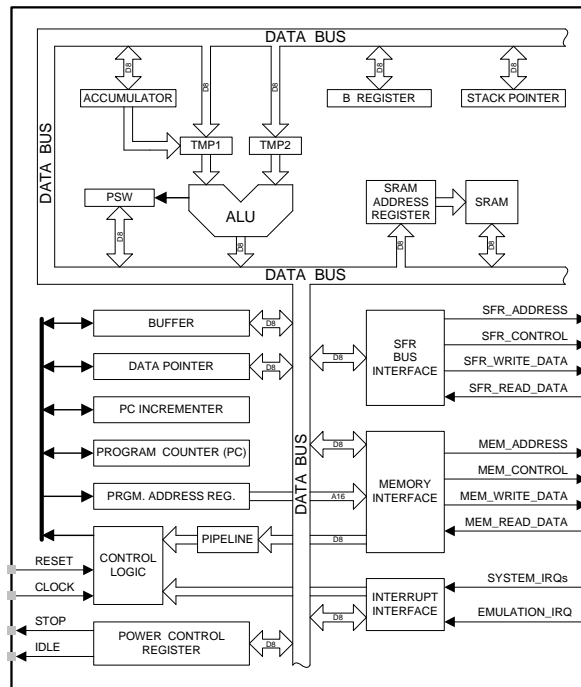 DATA BUS
D8
D8
D8
D8
D8
ACCUMULATOR
B REGISTER
STACK POINTER
DATA BUS
TMP1
TMP2
PSW
ALU
SRAM
ADDRESS
REGISTER
SRAM
D8
D8
D8
D8
DATA BUS
BUFFER
D8
DATA POINTER
D8
PC INCREMENTER
PROGRAM COUNTER (PC)
PRGM. ADDRESS REG.
A16
DATA BUS
D8
SFR
BUS
INTERFACE
SFR_ADDRESS
SFR_CONTROL
SFR_WRITE_DATA
SFR_READ_DATA
D8
MEMORY
INTERFACE
MEM_ADDRESS
MEM_CONTROL
MEM_WRITE_DATA
MEM_READ_DATA
RESET
CLOCK
CONTROL
LOGIC
PIPELINE
D8
INTERRUPT
INTERFACE
SYSTEM_IRQs
EMULATION_IRQ
D8
STOP
IDLE
POWER CONTROL
REGISTER
D8